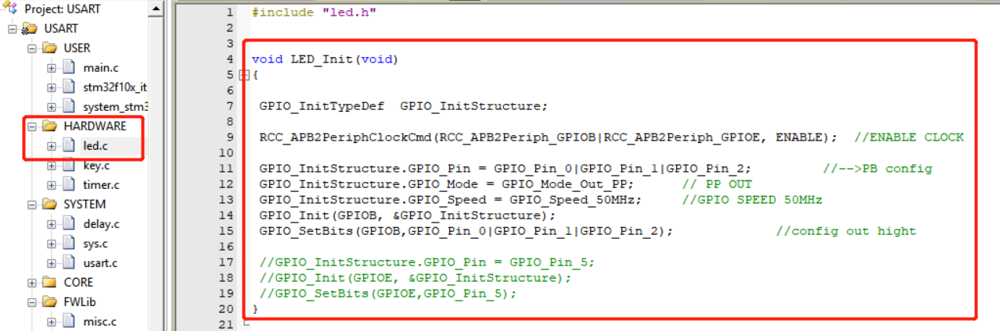 Project: USART
USART
USER
main.c
stm32f10x_it
system_stm3
HARDWARE
led.c
key.c
timer.c
SYSTEM
delay.c
sys.c
usart.c
CORE
FWLib
misc.c
1 #include "led.h"
2
3
4 void LED_Init(void)
5 {
6
7 GPIO_InitTypeDef  GPIO_InitStructure;
8
9 RCC_APB2PeriphClockCmd(RCC_APB2Periph_GPIOB|RCC_APB2Periph_GPIOE, ENABLE);  //ENABLE CLOCK
10
11 GPIO_InitStructure.GPIO_Pin = GPIO_Pin_0|GPIO_Pin_1|GPIO_Pin_2;         //-->PB config
12 GPIO_InitStructure.GPIO_Mode = GPIO_Mode_Out_PP;      // PP OUT
13 GPIO_InitStructure.GPIO_Speed = GPIO_Speed_50MHz;     //GPIO SPEED 50MHz
14 GPIO_Init(GPIOB, &GPIO_InitStructure);
15 GPIO_SetBits(GPIOB,GPIO_Pin_0|GPIO_Pin_1|GPIO_Pin_2);             //config out hight
16
17 //GPIO_InitStructure.GPIO_Pin = GPIO_Pin_5;
18 //GPIO_Init(GPIOE, &GPIO_InitStructure);
19 //GPIO_SetBits(GPIOE,GPIO_Pin_5);
20 }
21